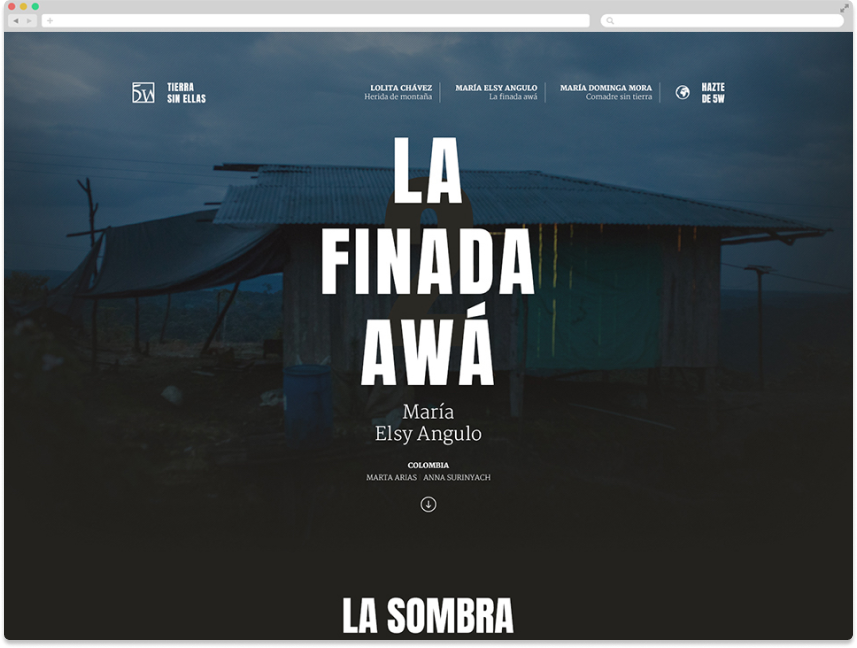 5W
TIERRA
SIN ELLAS
LOLITA CHÁVEZ
Herida de montaña
MARÍA ELSY ANGULO
La finada awá
MARÍA DOMINGA MORA
Comadre sin tierra
HAZTE
DE 5W
2
LA
FINADA
AWÁ
María
Elsy Angulo
COLOMBIA
MARTA ARIAS ANNA SURINYACH
LA SOMBRA